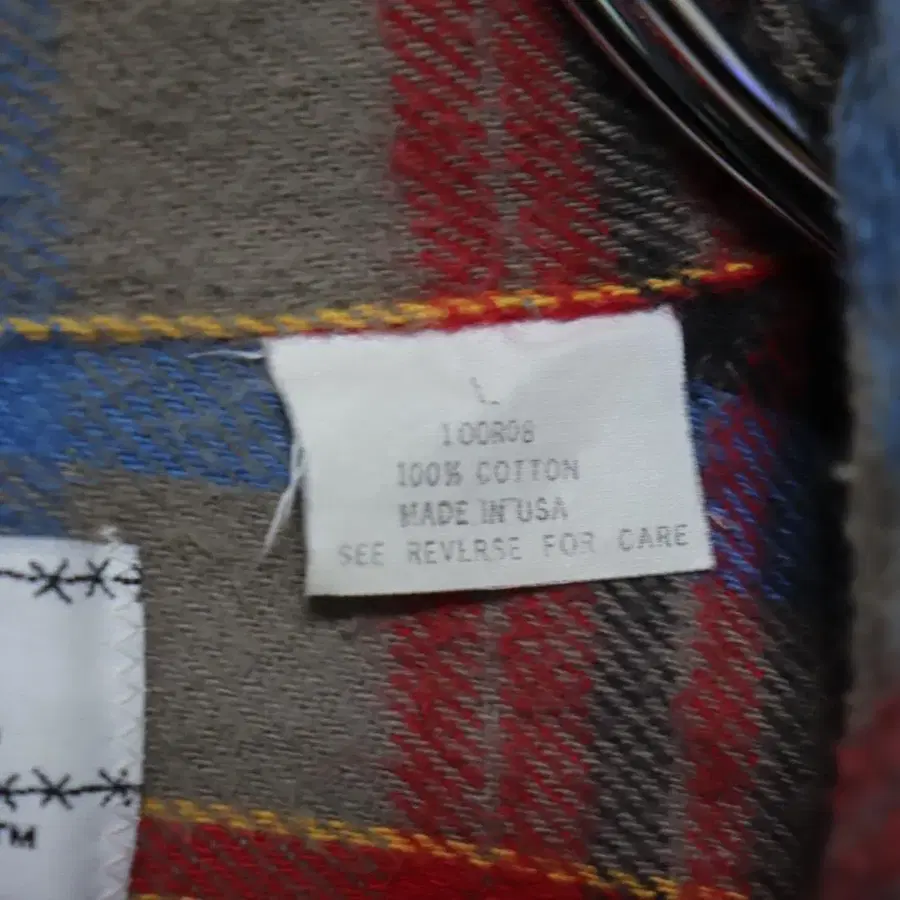 L
100R08
100% COTTON
MADE IN USA
SEE REVERSE FOR CARE
TM